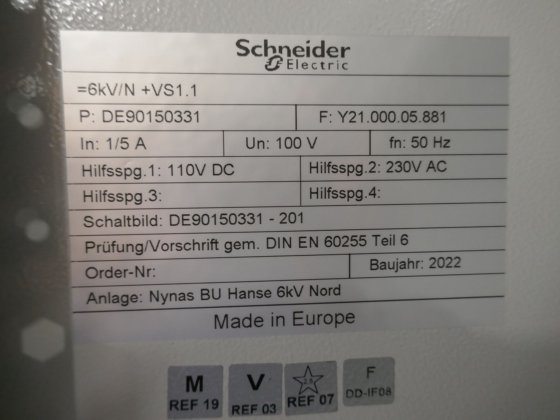 Schneider
Electric
=6kV/N +VS1.1
P: DE90150331 F: Y21.000.05.881
In: 1/5 A Un: 100 V fn: 50 Hz
Hilfsspg.1: 110V DC Hilfsspg.2: 230V AC
Hilfsspg.3: Hilfsspg.4:
Schaltbild: DE90150331 - 201
Prüfung/Vorschrift gem. DIN EN 60255 Teil 6
Order-Nr: Baujahr: 2022
Anlage: Nynas BU Hanse 6kV Nord
Made in Europe
M V F
REF 19 REF 03 REF 07 DD-IF08